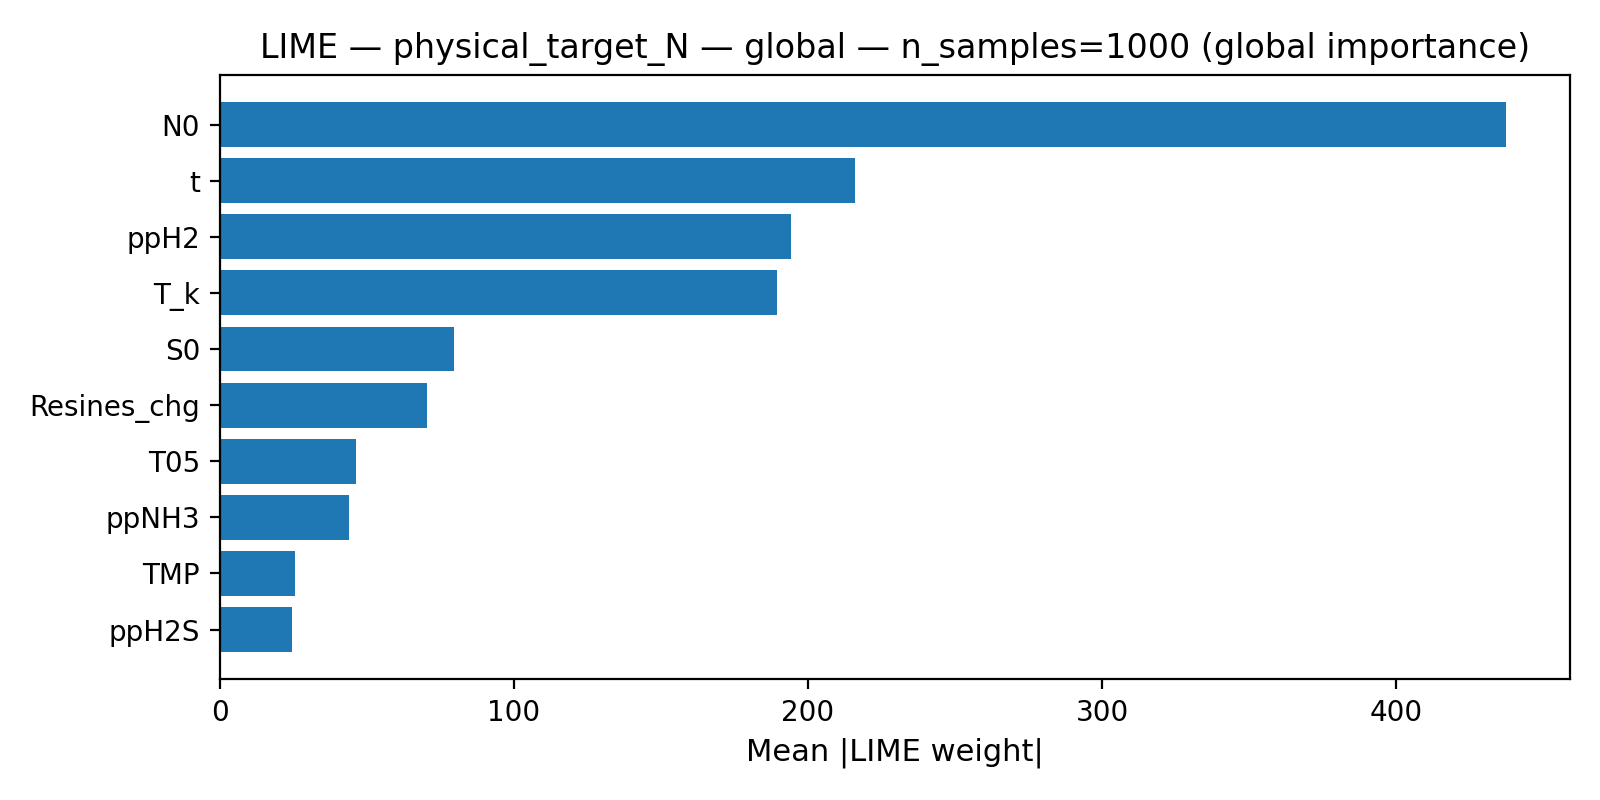 LIME — physical_target_N — global — n_samples=1000 (global importance)
N0
t
ppH2
T_k
S0
Resines_chg
T05
ppNH3
TMP
ppH2S
0 100 200 300 400
Mean |LIME weight|